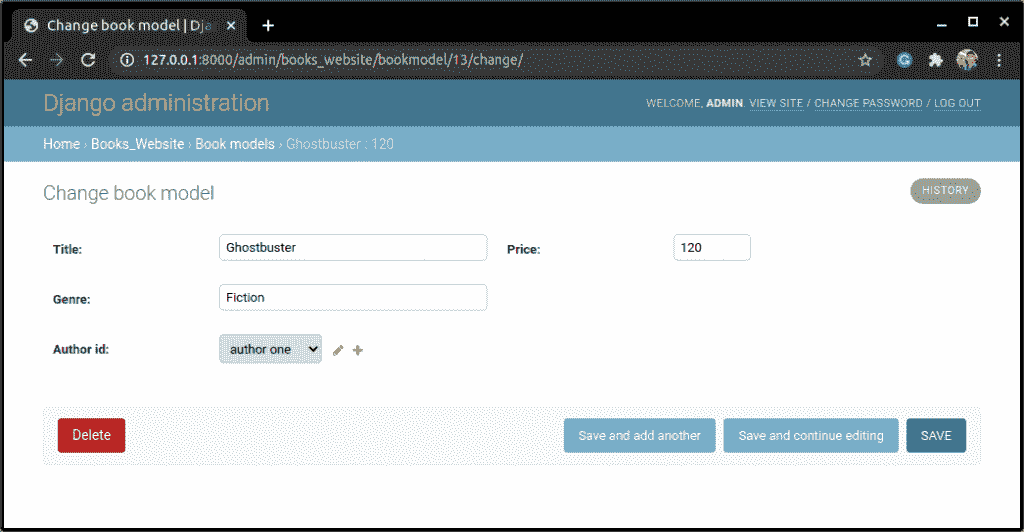 Change book model | Dja
127.0.0.1:8000/admin/books_website/bookmodel/13/change/
Django administration
WELCOME, ADMIN. VIEW SITE / CHANGE PASSWORD / LOG OUT
Home › Books_Website › Book models › Ghostbuster : 120
Change book model
HISTORY
Title: Ghostbuster Price: 120
Genre: Fiction
Author id: author one
Delete Save and add another Save and continue editing SAVE